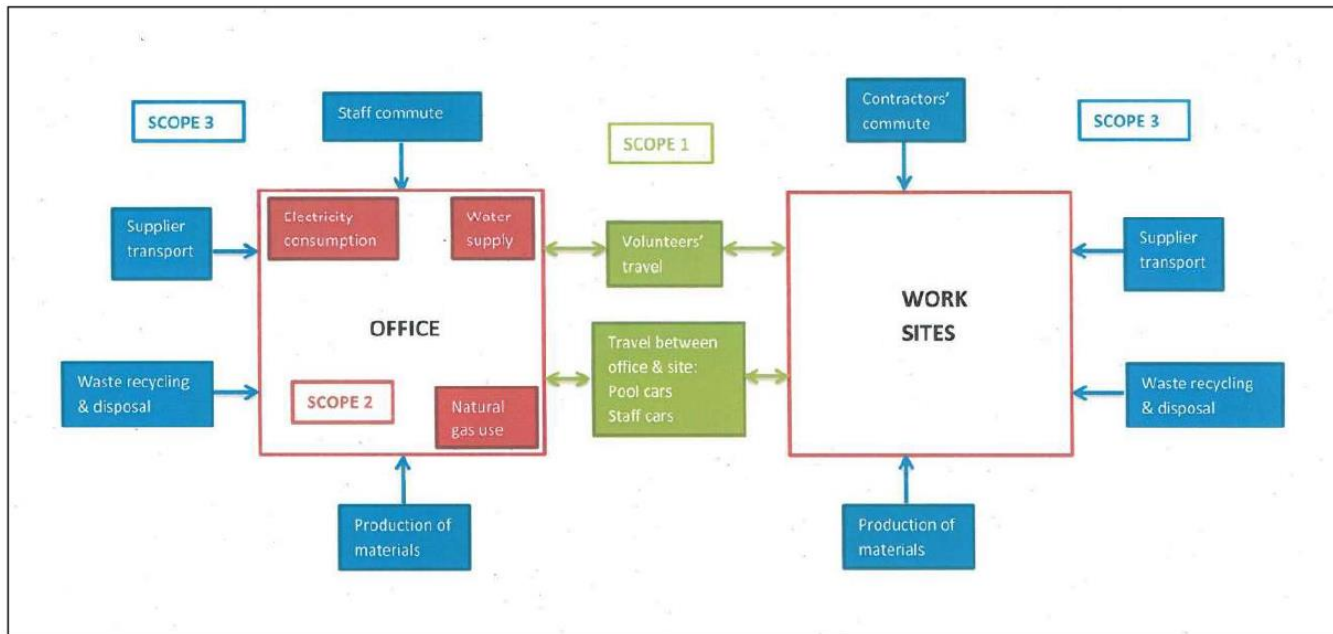 Staff commute
Contractors'
commute
SCOPE 3
SCOPE 1
SCOPE 3
Electricity
consumption
Water
supply
Supplier
transport
Volunteers'
travel
Supplier
transport
OFFICE
WORK
SITES
Travel between
office & site:
Pool cars
Staff cars
Waste recycling
& disposal
SCOPE 2
Natural
gas use
Waste recycling
& disposal
Production of
materials
Production of
materials